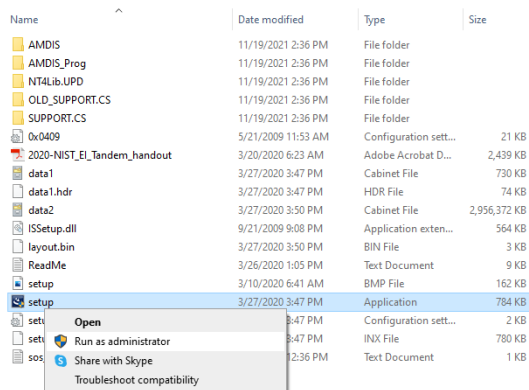 Name Date modified Type Size
AMDIS 11/19/2021 2:36 PM File folder
AMDIS_Prog 11/19/2021 2:36 PM File folder
NT4Lib.UPD 11/19/2021 2:36 PM File folder
OLD_SUPPORT.CS 11/19/2021 2:36 PM File folder
SUPPORT.CS 11/19/2021 2:36 PM File folder
0x0409 5/21/2009 11:53 AM Configuration sett... 21 KB
2020-NIST_EI_Tandem_handout 3/20/2020 6:23 AM Adobe Acrobat D... 2,439 KB
data1 3/27/2020 3:47 PM Cabinet File 730 KB
data1.hdr 3/27/2020 3:47 PM HDR File 74 KB
data2 3/27/2020 3:50 PM Cabinet File 2,956,372 KB
ISSetup.dll 9/21/2009 9:08 PM Application exten... 564 KB
layout.bin 3/27/2020 3:50 PM BIN File 3 KB
ReadMe 3/26/2020 1:05 PM Text Document 9 KB
setup 3/10/2020 6:41 AM BMP File 162 KB
setup 3/27/2020 3:47 PM Application 784 KB
Open
3:47 PM Configuration sett... 2 KB
Run as administrator
3:47 PM INX File 780 KB
Share with Skype
12:36 PM Text Document 1 KB
Troubleshoot compatibility